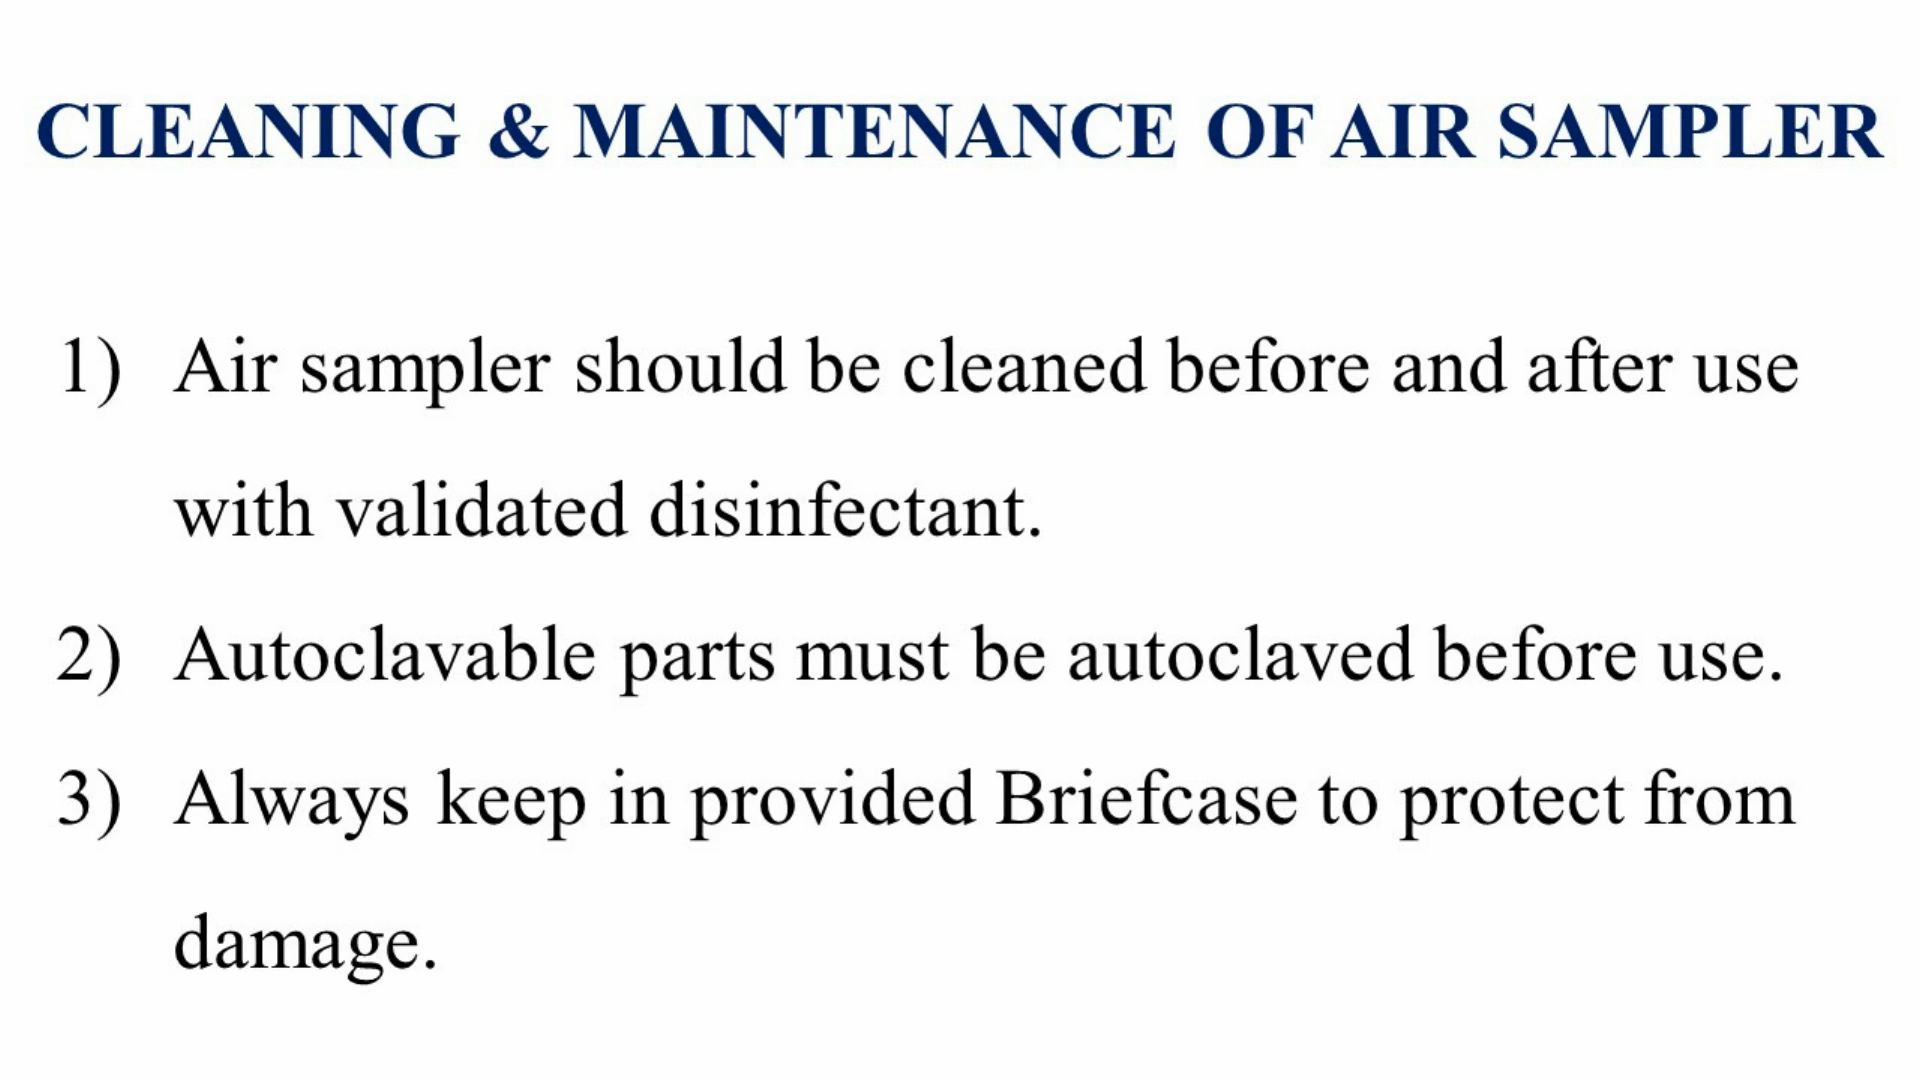 CLEANING & MAINTENANCE OF AIR SAMPLER
1) Air sampler should be cleaned before and after use
with validated disinfectant.
2) Autoclavable parts must be autoclaved before use.
3) Always keep in provided Briefcase to protect from
damage.